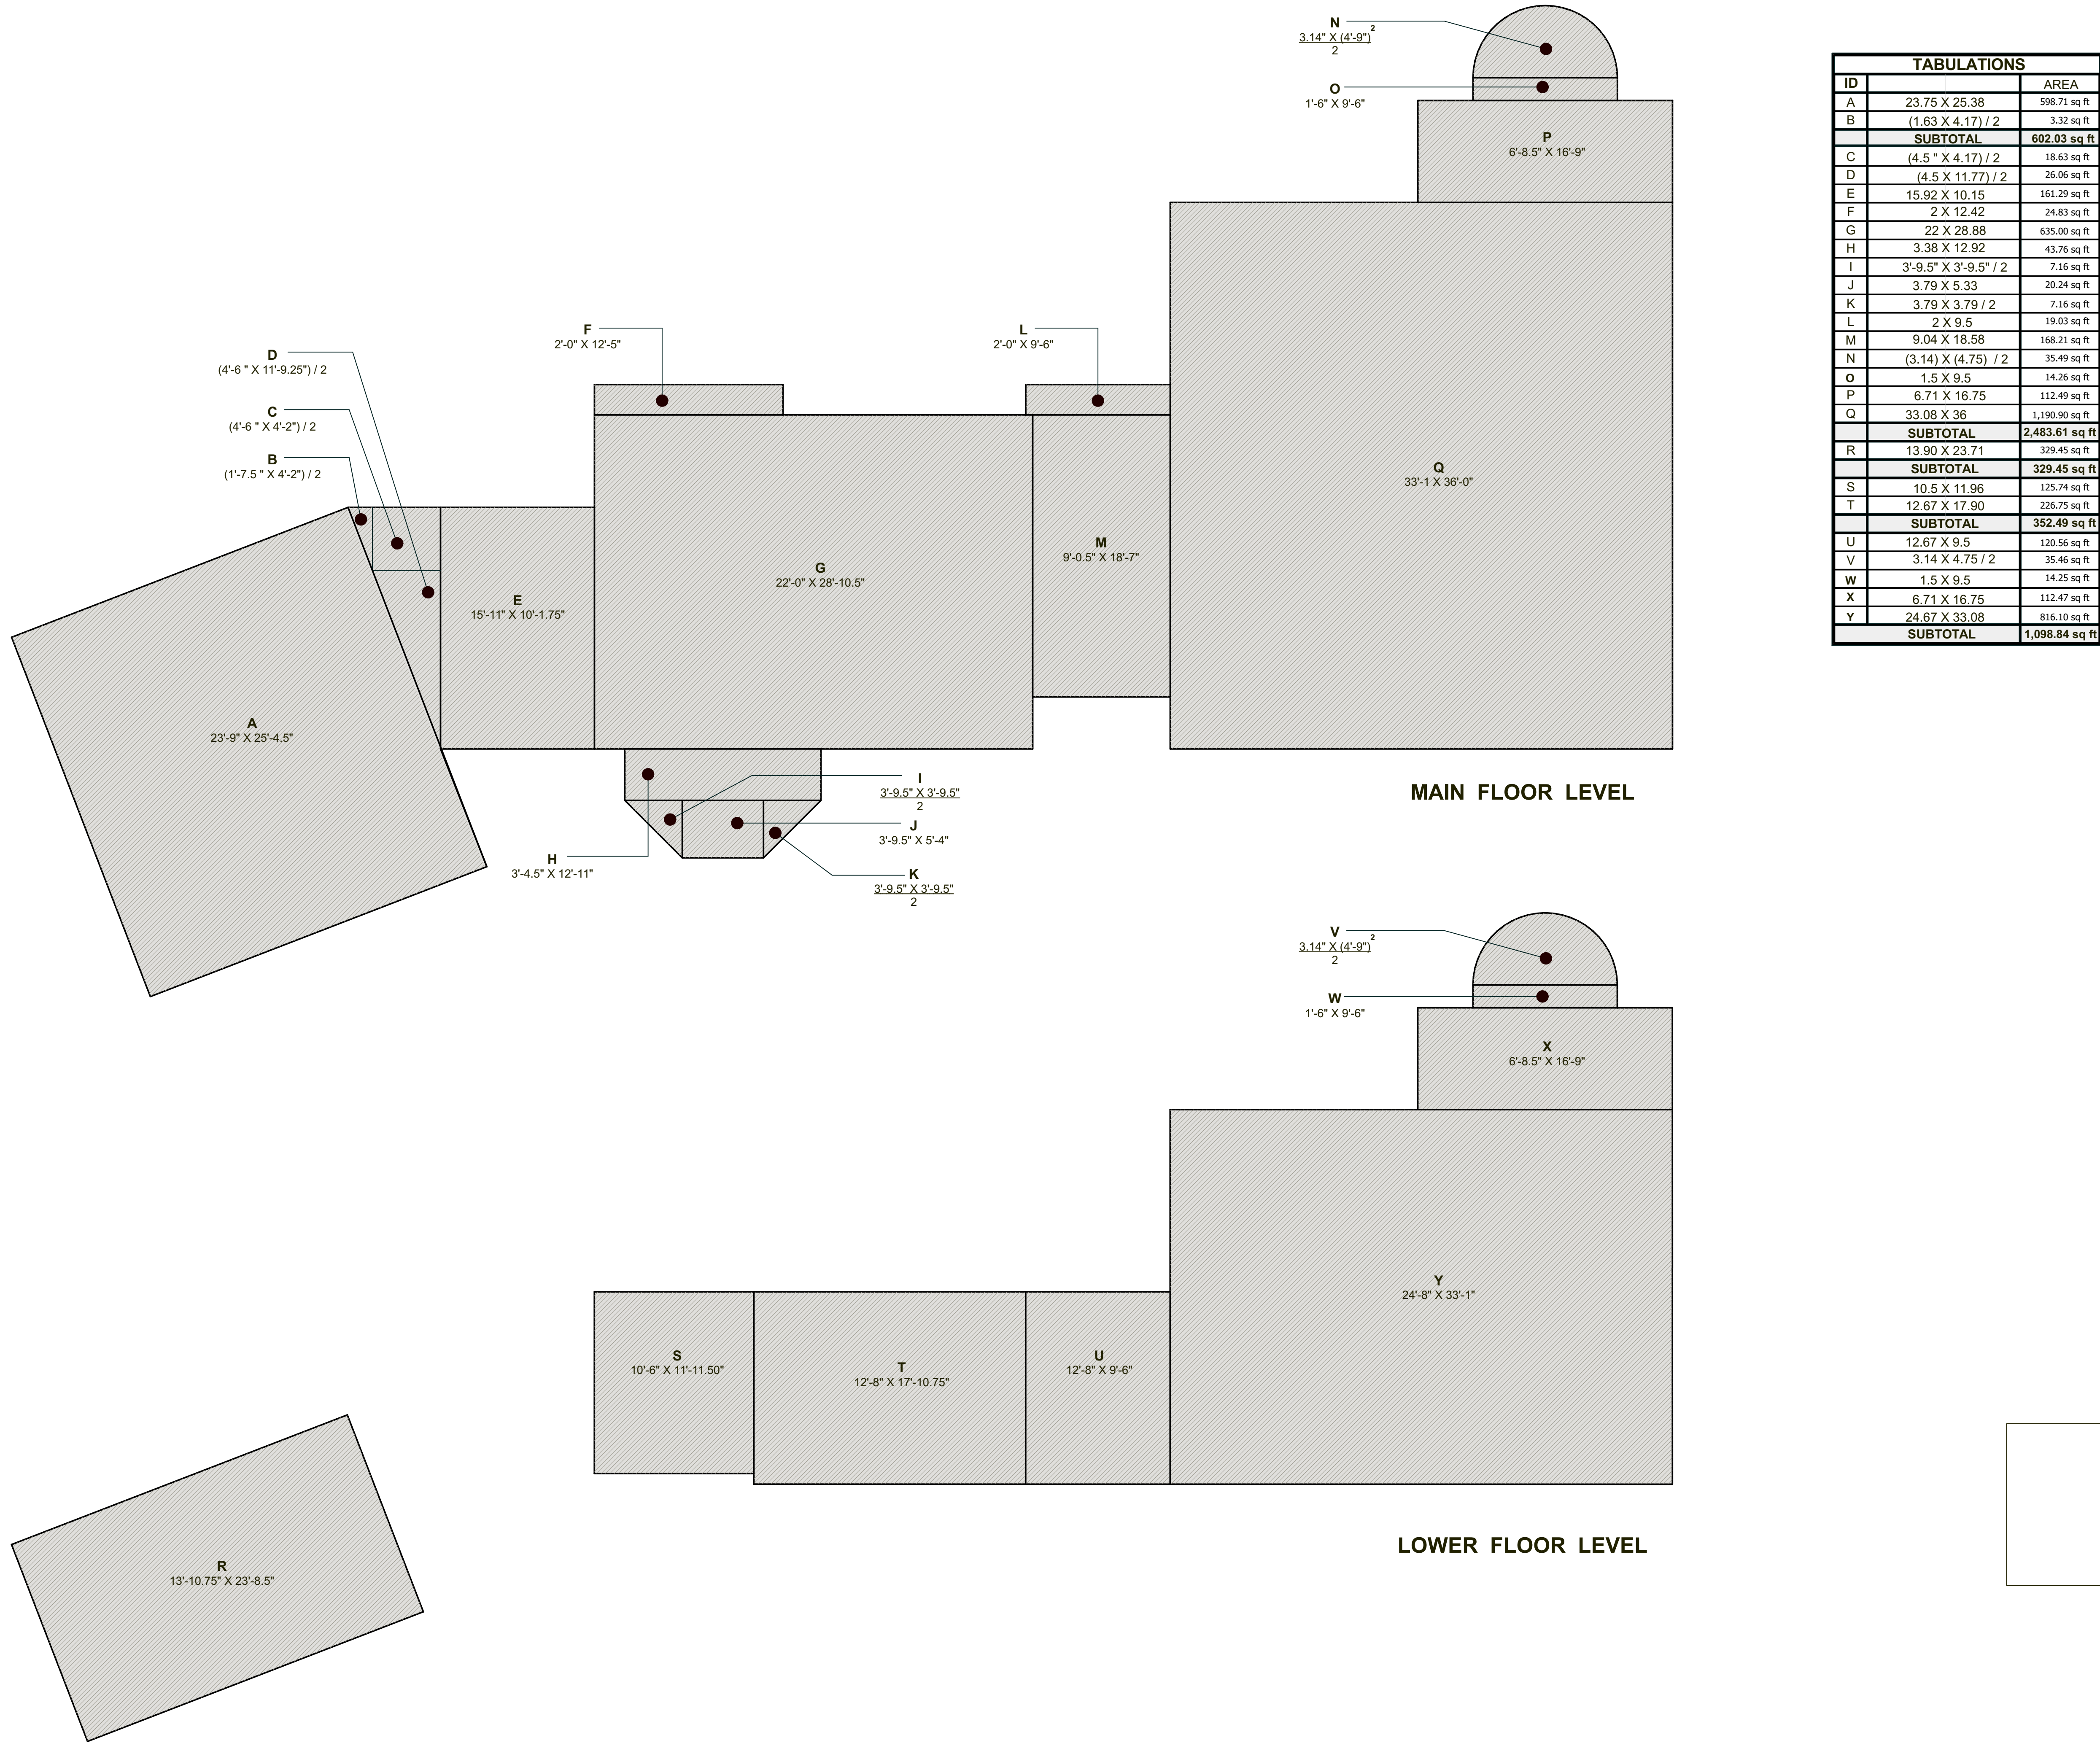 N
3.14" X (4'-9") 2
2
O
1'-6" X 9'-6"
P
6'-8.5" X 16'-9"
F
2'-0" X 12'-5"
L
2'-0" X 9'-6"
D
(4'-6 " X 11'-9.25") / 2
C
(4'-6 " X 4'-2") / 2
B
(1'-7.5 " X 4'-2") / 2
Q
33'-1 X 36'-0"
M
9'-0.5" X 18'-7"
G
22'-0" X 28'-10.5"
E
15'-11" X 10'-1.75"
A
23'-9" X 25'-4.5"
I
3'-9.5" X 3'-9.5"
2
J
3'-9.5" X 5'-4"
H
3'-4.5" X 12'-11"
K
3'-9.5" X 3'-9.5"
2
MAIN FLOOR LEVEL
TABULATIONS
ID AREA
A 23.75 X 25.38 598.71 sq ft
B (1.63 X 4.17) / 2 3.32 sq ft
SUBTOTAL 602.03 sq ft
C (4.5 " X 4.17) / 2 18.63 sq ft
D (4.5 X 11.77) / 2 26.06 sq ft
E 15.92 X 10.15 161.29 sq ft
F 2 X 12.42 24.83 sq ft
G 22 X 28.88 635.00 sq ft
H 3.38 X 12.92 43.76 sq ft
I 3'-9.5" X 3'-9.5" / 2 7.16 sq ft
J 3.79 X 5.33 20.24 sq ft
K 3.79 X 3.79 / 2 7.16 sq ft
L 2 X 9.5 19.03 sq ft
M 9.04 X 18.58 168.21 sq ft
N (3.14) X (4.75) / 2 35.49 sq ft
O 1.5 X 9.5 14.26 sq ft
P 6.71 X 16.75 112.49 sq ft
Q 33.08 X 36 1,190.90 sq ft
SUBTOTAL 2,483.61 sq ft
R 13.90 X 23.71 329.45 sq ft
SUBTOTAL 329.45 sq ft
S 10.5 X 11.96 125.74 sq ft
T 12.67 X 17.90 226.75 sq ft
SUBTOTAL 352.49 sq ft
U 12.67 X 9.5 120.56 sq ft
V 3.14 X 4.75 / 2 35.46 sq ft
W 1.5 X 9.5 14.25 sq ft
X 6.71 X 16.75 112.47 sq ft
Y 24.67 X 33.08 816.10 sq ft
SUBTOTAL 1,098.84 sq ft
V
3.14" X (4'-9") 2
2
W
1'-6" X 9'-6"
X
6'-8.5" X 16'-9"
Y
24'-8" X 33'-1"
S
10'-6" X 11'-11.50"
T
12'-8" X 17'-10.75"
U
12'-8" X 9'-6"
R
13'-10.75" X 23'-8.5"
LOWER FLOOR LEVEL